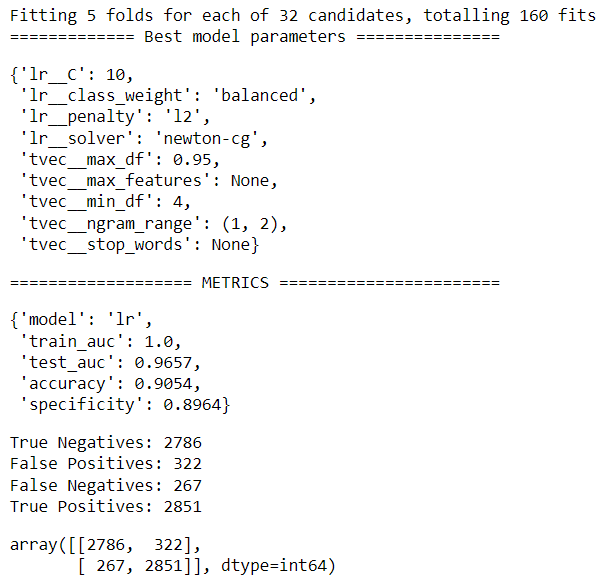 Fitting 5 folds for each of 32 candidates, totalling 160 fits
============= Best model parameters ===============
{'lr__C': 10,
 'lr__class_weight': 'balanced',
 'lr__penalty': 'l2',
 'lr__solver': 'newton-cg',
 'tvec__max_df': 0.95,
 'tvec__max_features': None,
 'tvec__min_df': 4,
 'tvec__ngram_range': (1, 2),
 'tvec__stop_words': None}
=================== METRICS =======================
{'model': 'lr',
 'train_auc': 1.0,
 'test_auc': 0.9657,
 'accuracy': 0.9054,
 'specificity': 0.8964}
True Negatives: 2786
False Positives: 322
False Negatives: 267
True Positives: 2851
array([[2786,  322],
       [ 267, 2851]], dtype=int64)